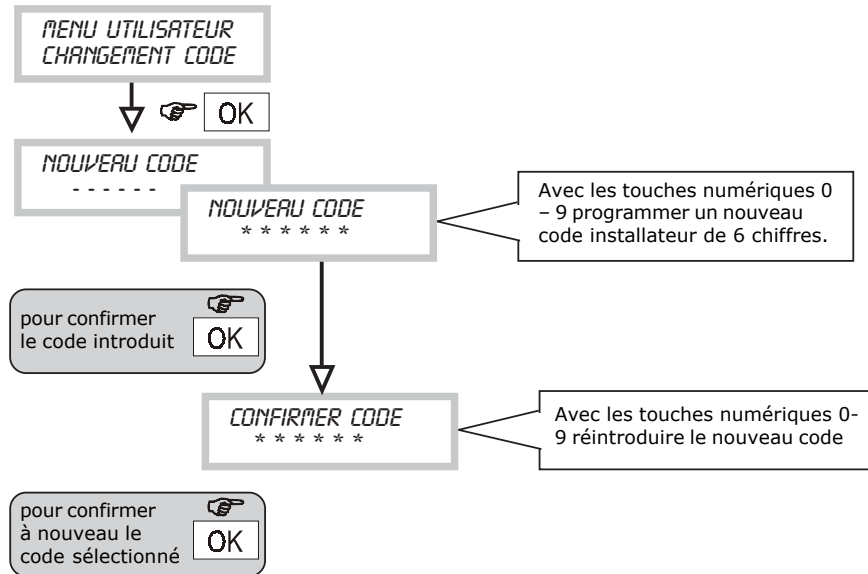 MENU UTILISATEUR
CHANGEMENT CODE
OK
NOUVEAU CODE
- - - - - -
NOUVEAU CODE
* * * * * *
Avec les touches numériques 0
– 9 programmer un nouveau
code installateur de 6 chiffres.
pour confirmer
le code introduit
OK
CONFIRMER CODE
* * * * * *
Avec les touches numériques 0-
9 réintroduire le nouveau code
pour confirmer
à nouveau le
code sélectionné
OK